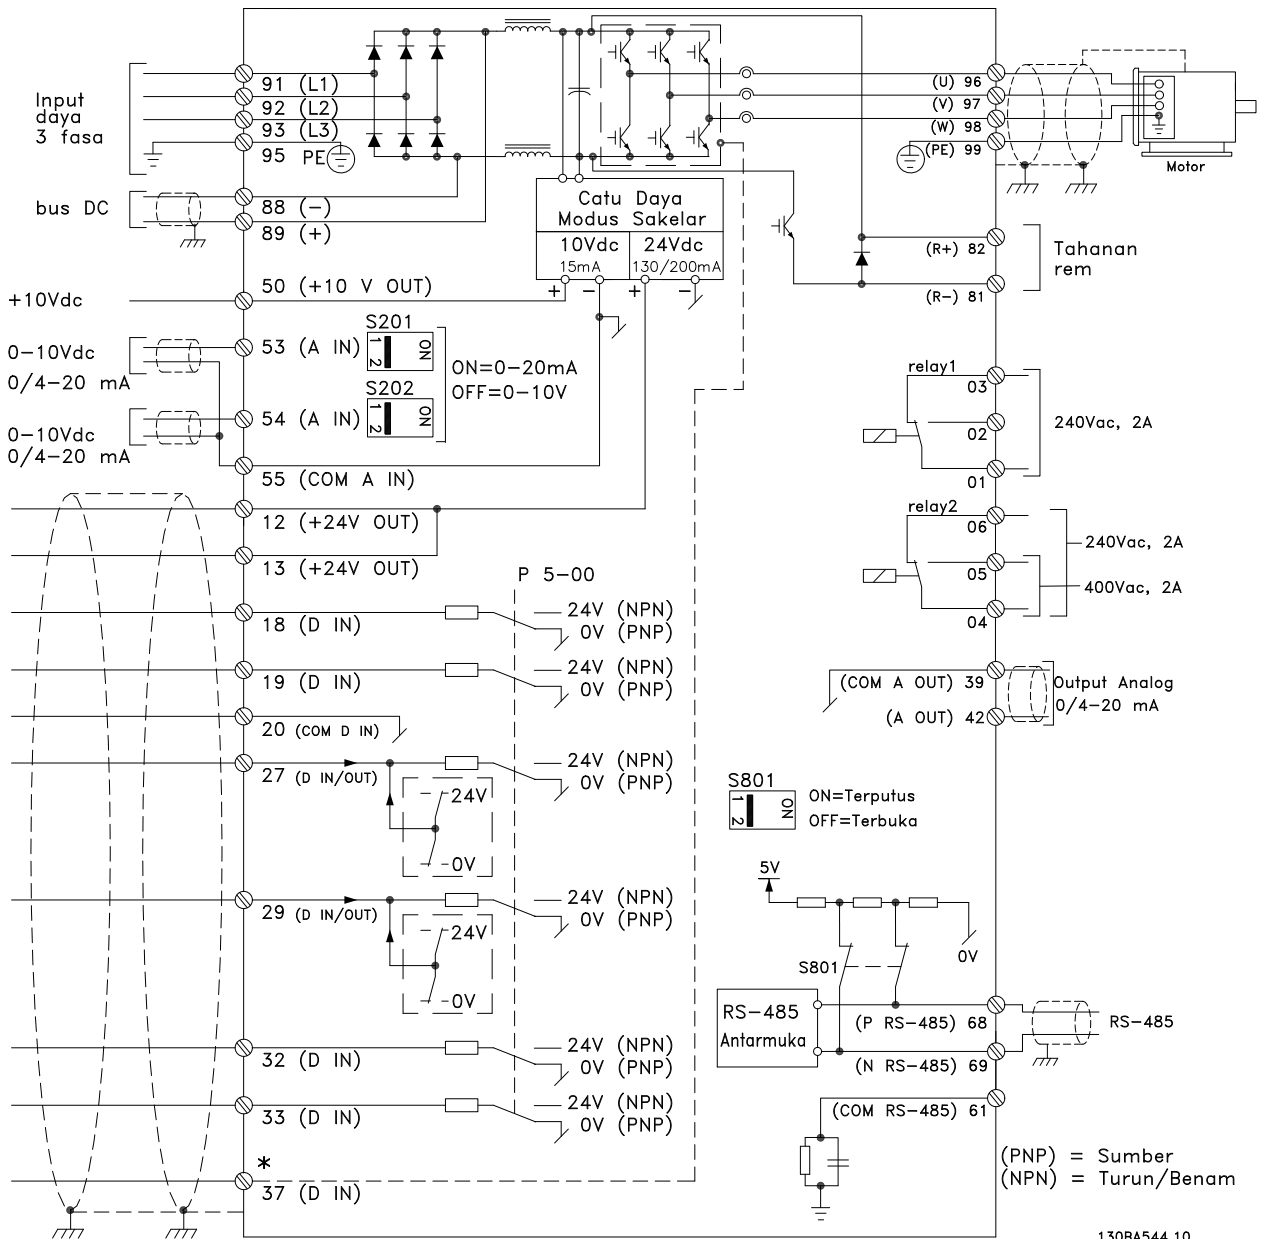 Input
daya
3 fasa
91 (L1)
92 (L2)
93 (L3)
95 PE
bus DC
88 (−)
89 (+)
+10Vdc
50 (+10 V OUT)
0−10Vdc
0/4−20 mA
53 (A IN)
S201
1 2 ON
ON=0−20mA
OFF=0−10V
S202
1 2 ON
0−10Vdc
0/4−20 mA
54 (A IN)
55 (COM A IN)
12 (+24V OUT)
13 (+24V OUT)
Catu Daya
Modus Sakelar
10Vdc
15mA
24Vdc
130/200mA
+ − + −
(U) 96
(V) 97
(W) 98
(PE) 99
Motor
(R+) 82
(R−) 81
Tahanan
rem
relay1
03
02
01
240Vac, 2A
relay2
06
05
04
240Vac, 2A
400Vac, 2A
P 5-00
18 (D IN)
24V (NPN)
0V (PNP)
19 (D IN)
24V (NPN)
0V (PNP)
20 (COM D IN)
27 (D IN/OUT)
24V (NPN)
0V (PNP)
24V
0V
29 (D IN/OUT)
24V (NPN)
0V (PNP)
24V
0V
32 (D IN)
24V (NPN)
0V (PNP)
33 (D IN)
24V (NPN)
0V (PNP)
*
37 (D IN)
(COM A OUT) 39
(A OUT) 42
Output Analog
0/4−20 mA
S801
1 2 ON
ON=Terputus
OFF=Terbuka
5V
S801
0V
RS−485
Antarmuka
(P RS−485) 68
(N RS−485) 69
RS−485
(COM RS−485) 61
(PNP) = Sumber
(NPN) = Turun/Benam
130BA544.10